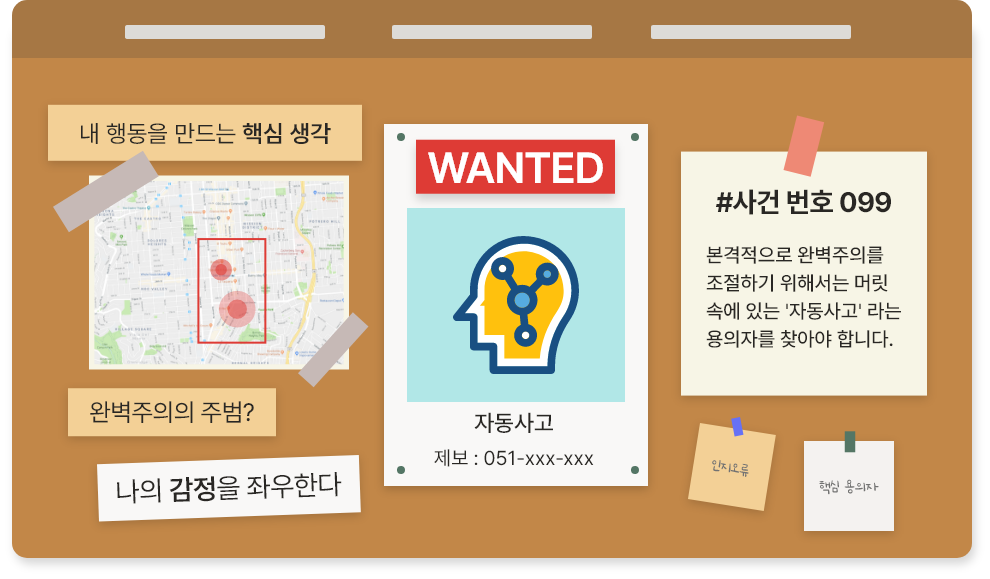 내 행동을 만드는 핵심 생각
완벽주의의 주범?
나의 감정을 좌우한다
WANTED
자동사고
제보 : 051-xxx-xxx
#사건 번호 099
본격적으로 완벽주의를
조절하기 위해서는 머릿
속에 있는 '자동사고' 라는
용의자를 찾아야 합니다.
인지오류
핵심 용의자